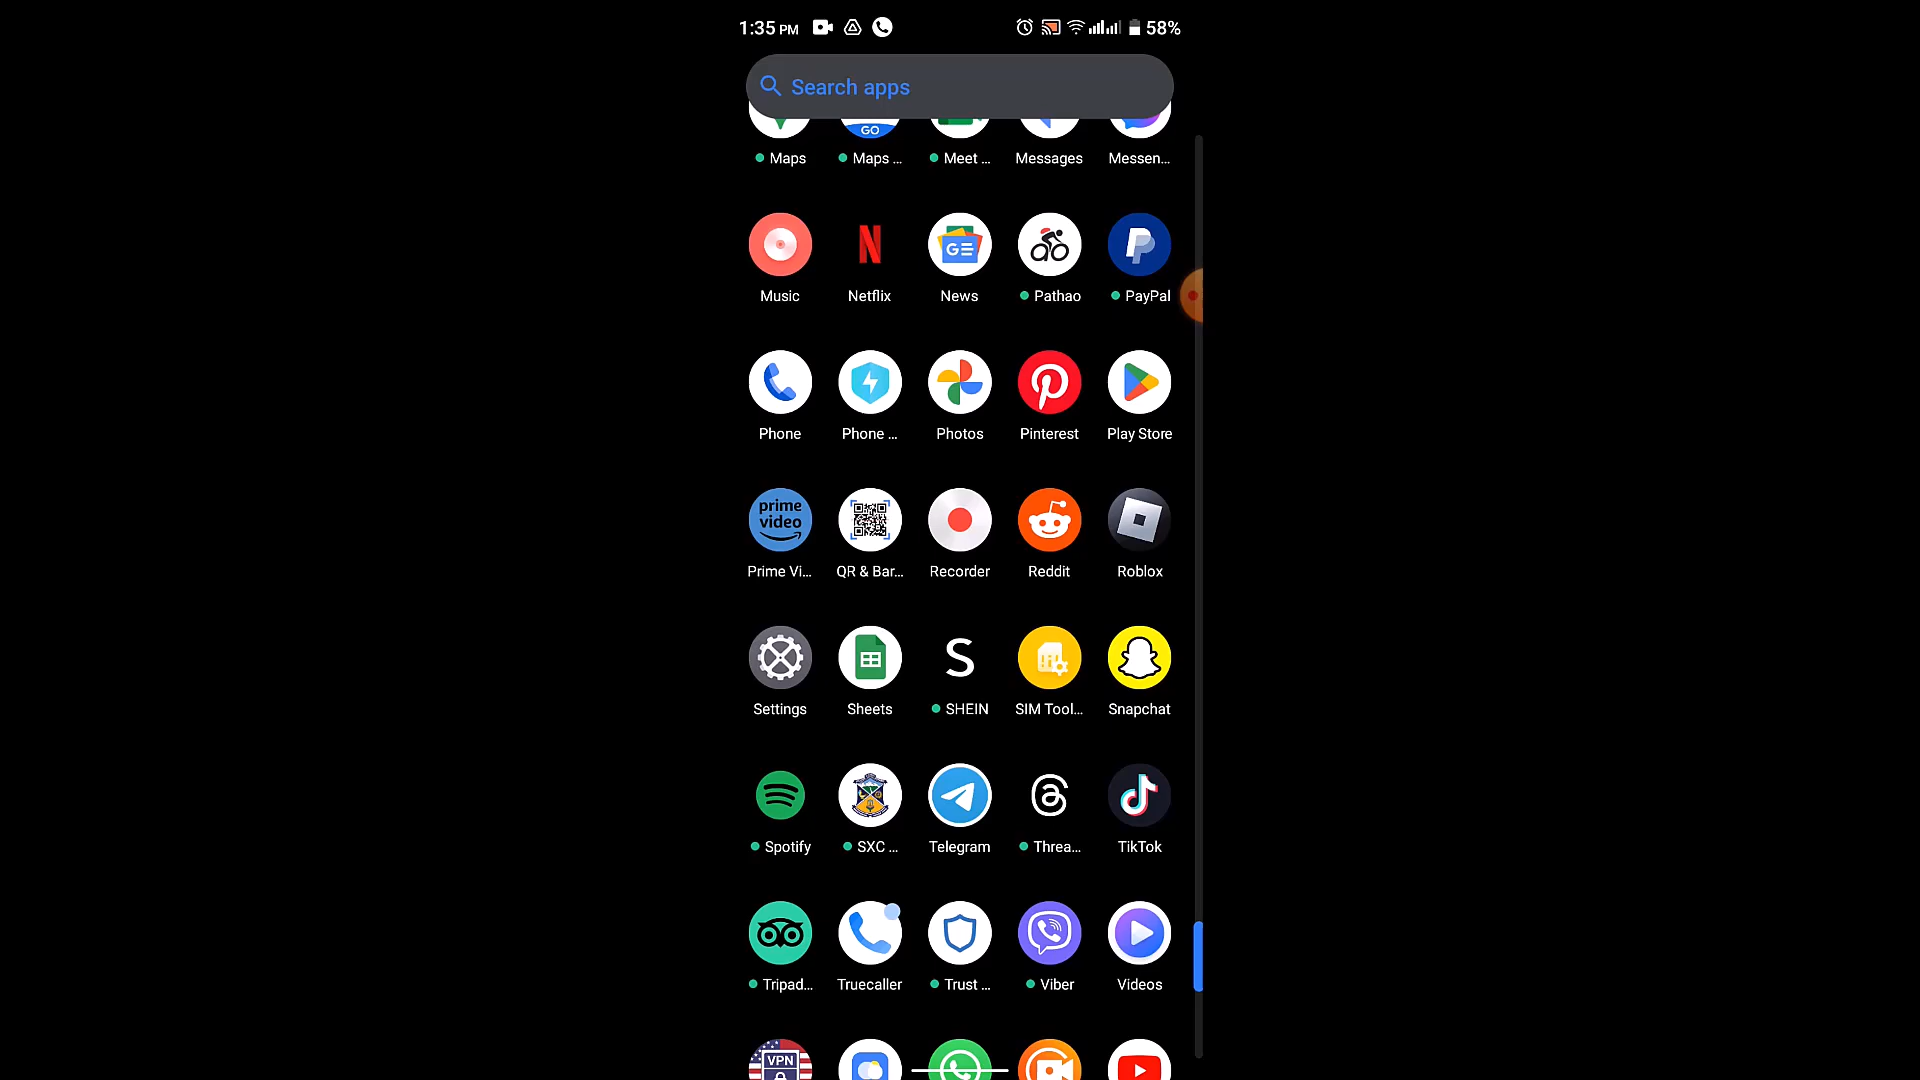 1:35 PM 58%
Search apps
GO
Maps Maps ... Meet ... Messages Messen...
GE
Music Netflix News Pathao PayPal
Phone Phone ... Photos Pinterest Play Store
prime
video
Prime Vi... QR & Bar... Recorder Reddit Roblox
S
Settings Sheets SHEIN SIM Tool... Snapchat
Spotify SXC ... Telegram Threa... TikTok
Tripad... Truecaller Trust ... Viber Videos
VPN